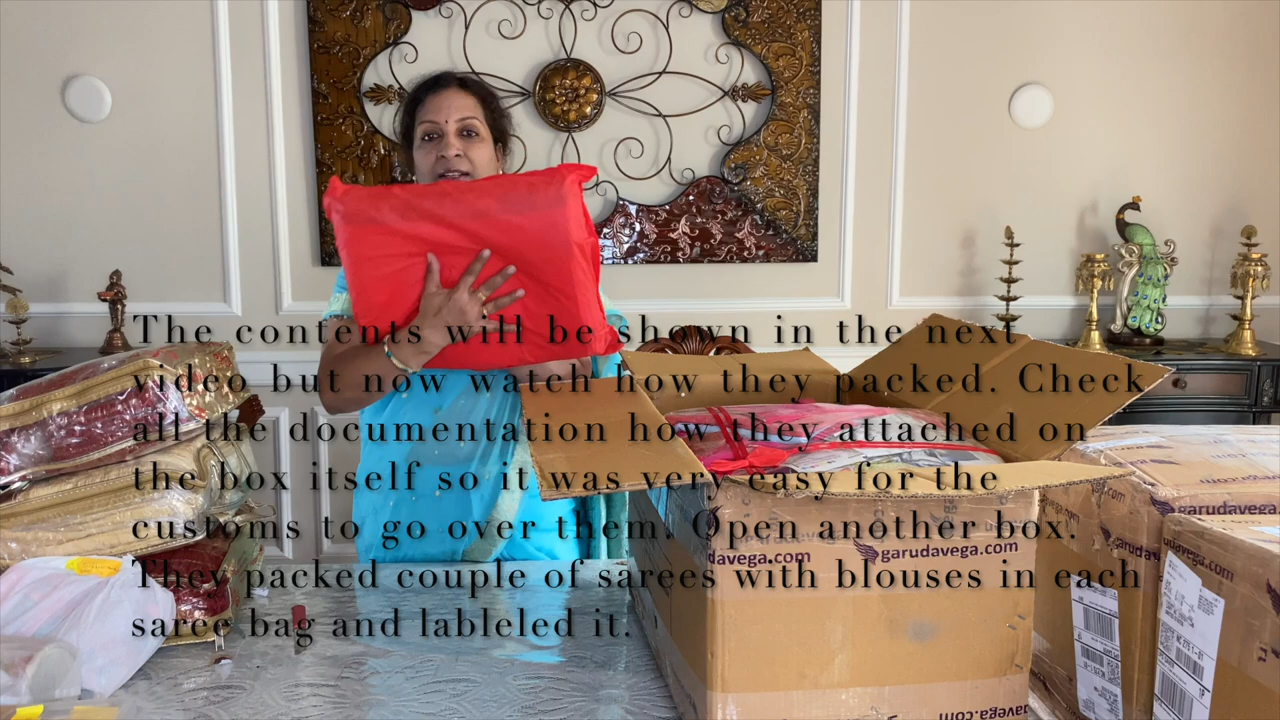 The contents will be shown in the next
video but now watch how they packed. Check
all the documentation how they attached on
the box itself so it was very easy for the
customs to go over them. Open another box.
They packed couple of sarees with blouses in each
saree bag and lableled it.
davega.com
garudavega.com
garudavega.com